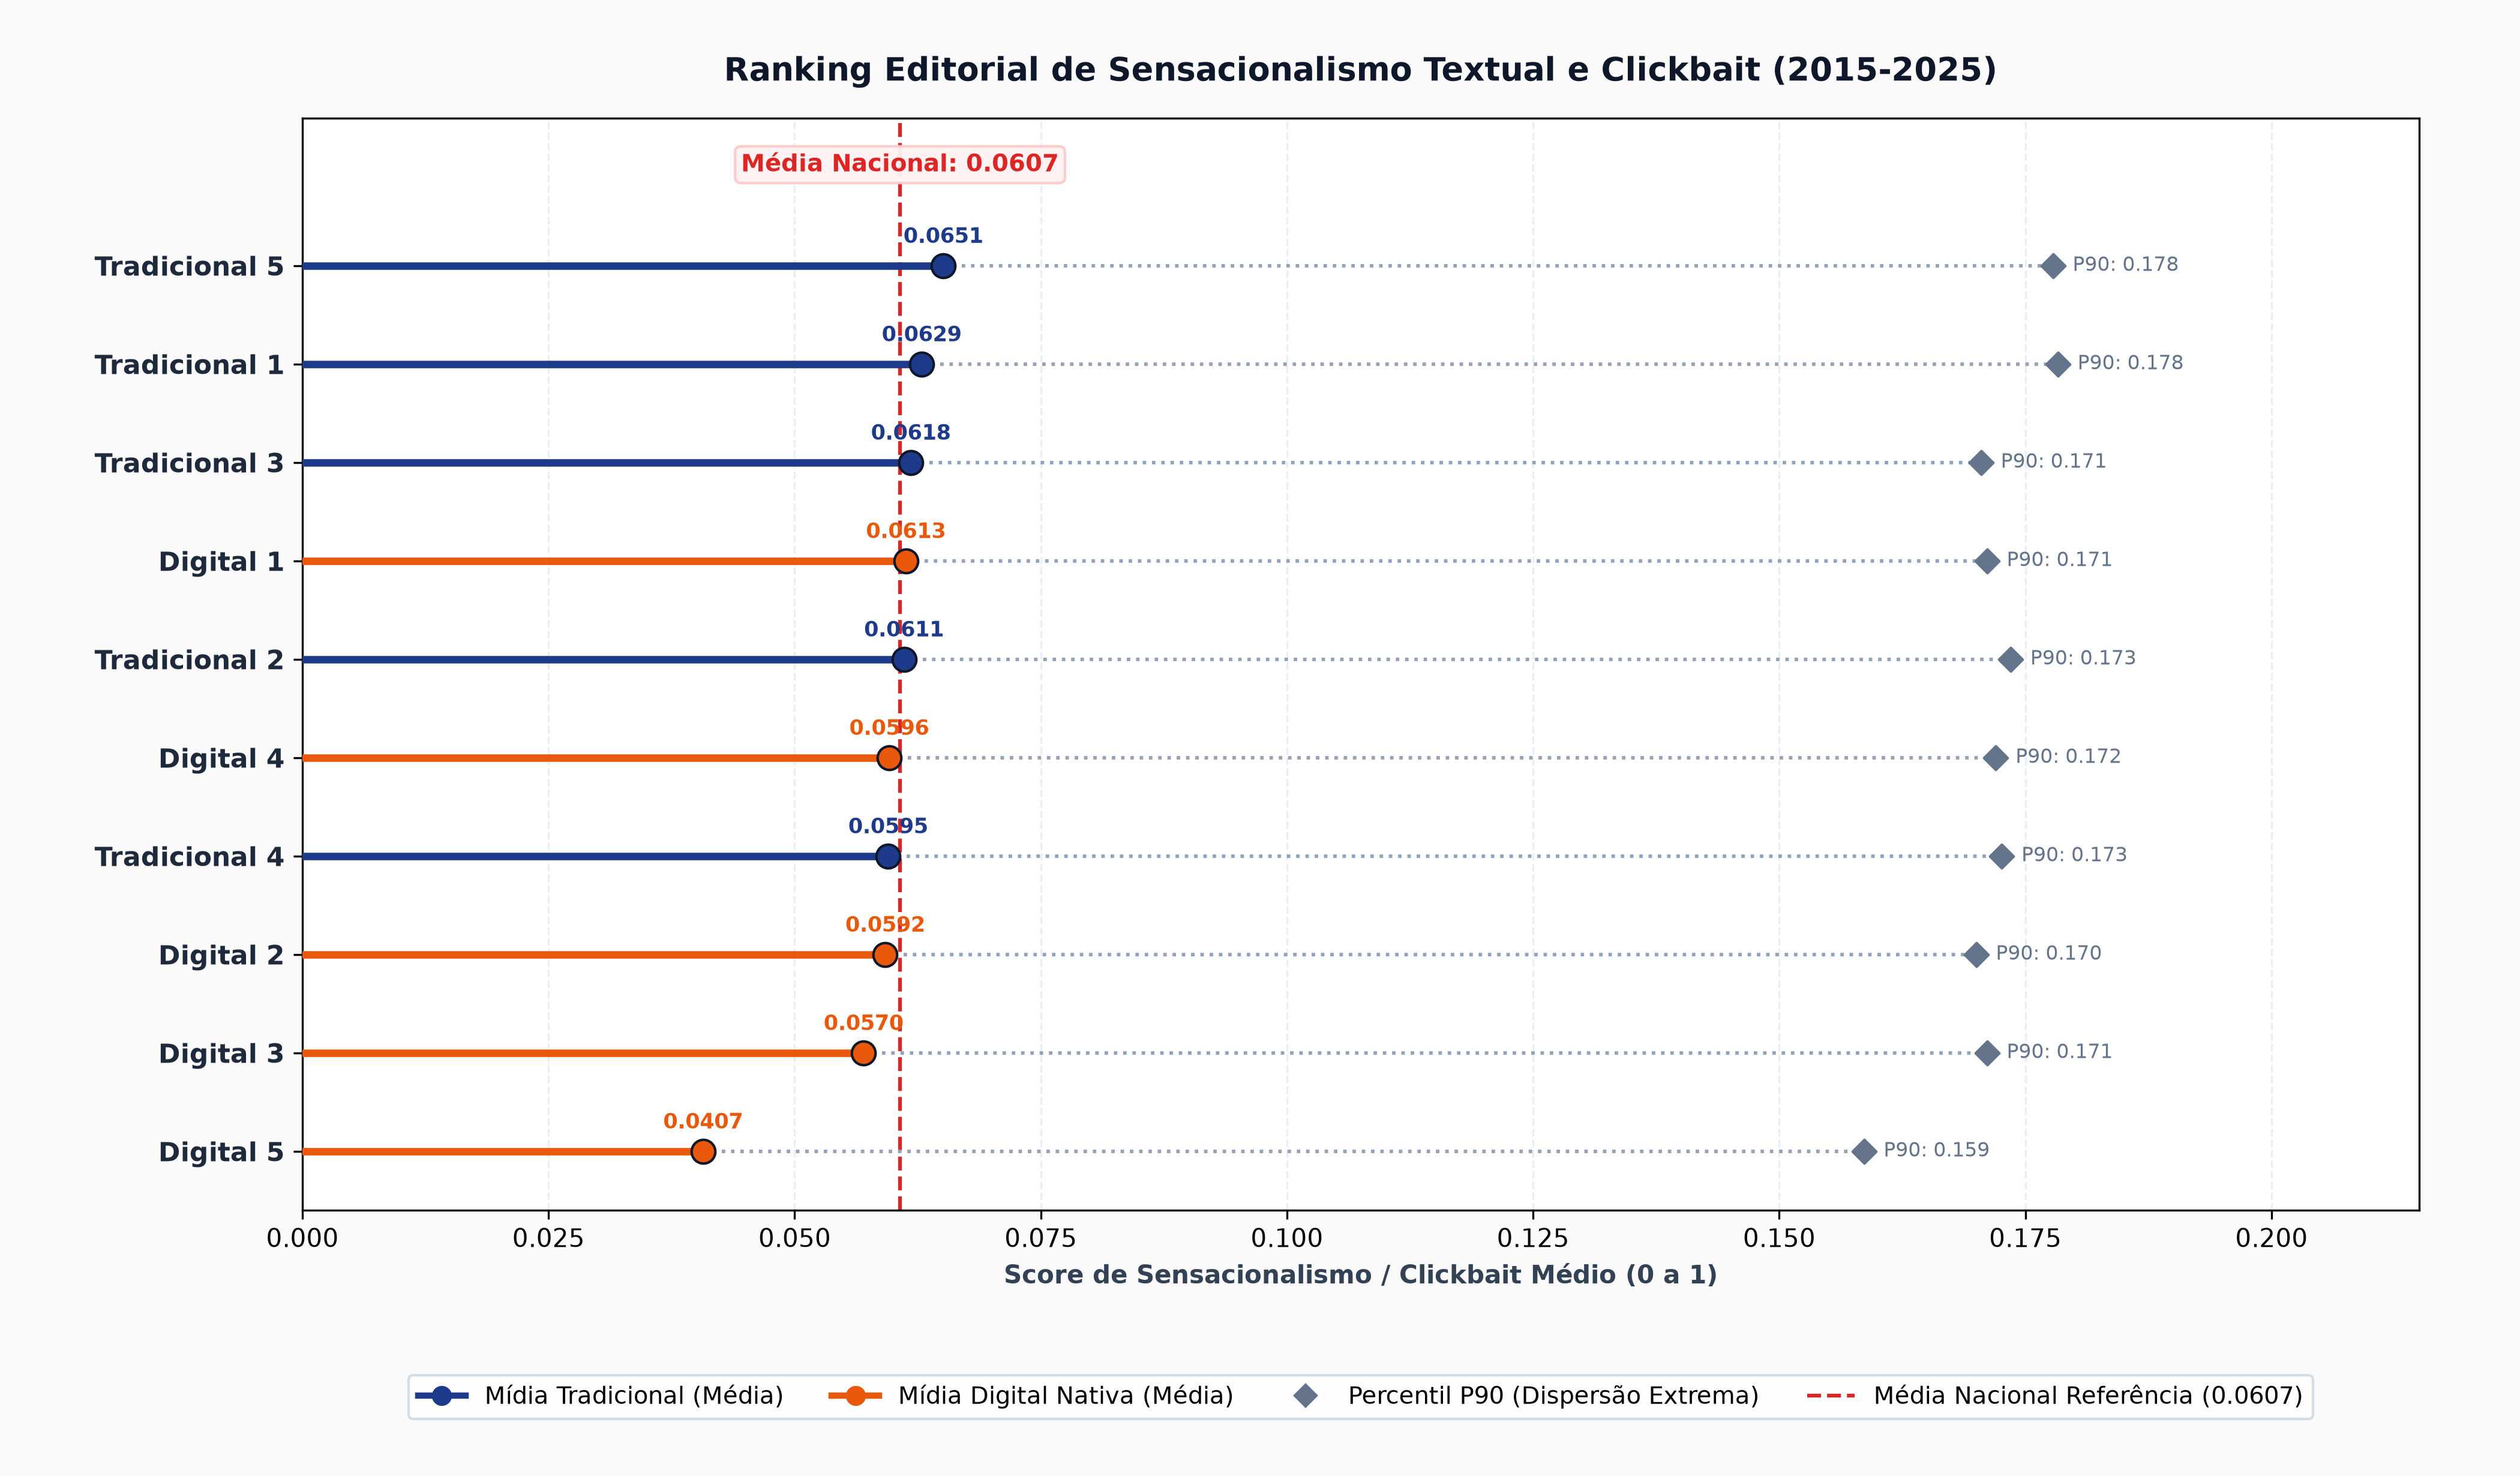 Ranking Editorial de Sensacionalismo Textual e Clickbait (2015-2025)
Média Nacional: 0.0607
0.0651
Tradicional 5
P90: 0.178
0.0629
Tradicional 1
P90: 0.178
0.0618
Tradicional 3
P90: 0.171
0.0613
Digital 1
P90: 0.171
0.0611
Tradicional 2
P90: 0.173
0.0596
Digital 4
P90: 0.172
0.0595
Tradicional 4
P90: 0.173
0.0592
Digital 2
P90: 0.170
0.0570
Digital 3
P90: 0.171
0.0407
Digital 5
P90: 0.159
0.000 0.025 0.050 0.075 0.100 0.125 0.150 0.175 0.200
Score de Sensacionalismo / Clickbait Médio (0 a 1)
Mídia Tradicional (Média) Mídia Digital Nativa (Média) Percentil P90 (Dispersão Extrema) Média Nacional Referência (0.0607)